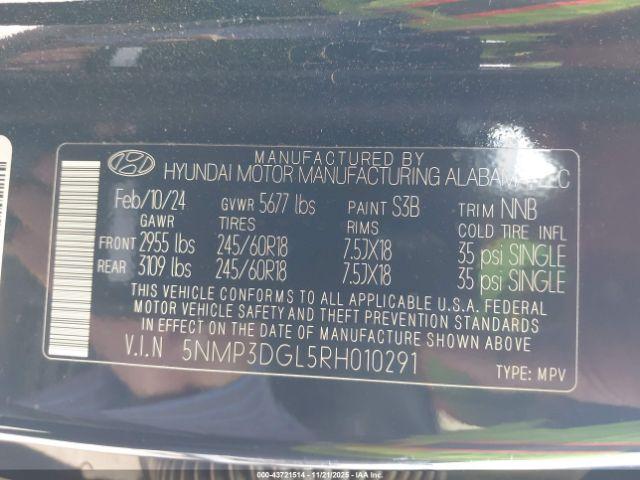 MANUFACTURED BY
HYUNDAI MOTOR MANUFACTURING ALABAMA LLC
Feb/10/24 GVWR 5677 lbs PAINT S3B TRIM NNB
GAWR TIRES RIMS COLD TIRE INFL
FRONT 2955 lbs 245/60R18 7.5JX18 35 psi SINGLE
REAR 3109 lbs 245/60R18 7.5JX18 35 psi SINGLE
THIS VEHICLE CONFORMS TO ALL APPLICABLE U.S.A. FEDERAL
MOTOR VEHICLE SAFETY AND THEFT PREVENTION STANDARDS
IN EFFECT ON THE DATE OF MANUFACTURE SHOWN ABOVE
V.I.N 5NMP3DGL5RH010291
TYPE: MPV
000-43721514 - 11/21/2025 - IAA Inc.